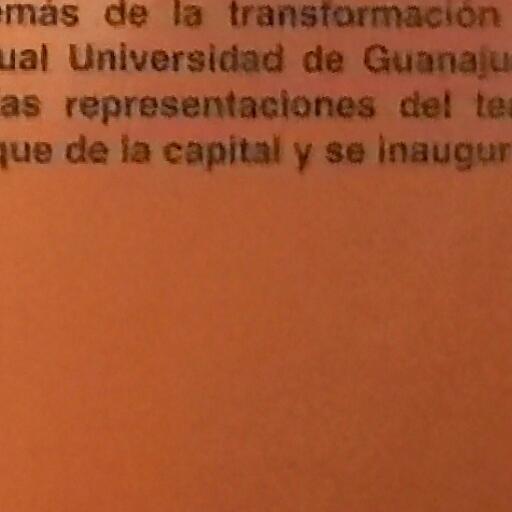 emás de la transformación
ual Universidad de Guanaju
as representaciones del te
que de la capital y se inaugur